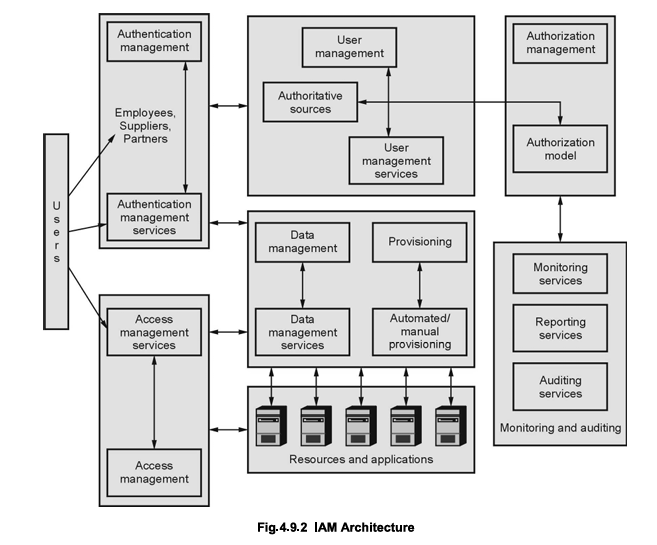 Users
Authentication
management
Employees,
Suppliers,
Partners
Authentication
management
services
User
management
Authoritative
sources
User
management
services
Authorization
management
Authorization
model
Data
management
Data
management
services
Provisioning
Automated/
manual
provisioning
Monitoring
services
Reporting
services
Auditing
services
Monitoring and auditing
Access
management
services
Access
management
Resources and applications
Fig.4.9.2 IAM Architecture